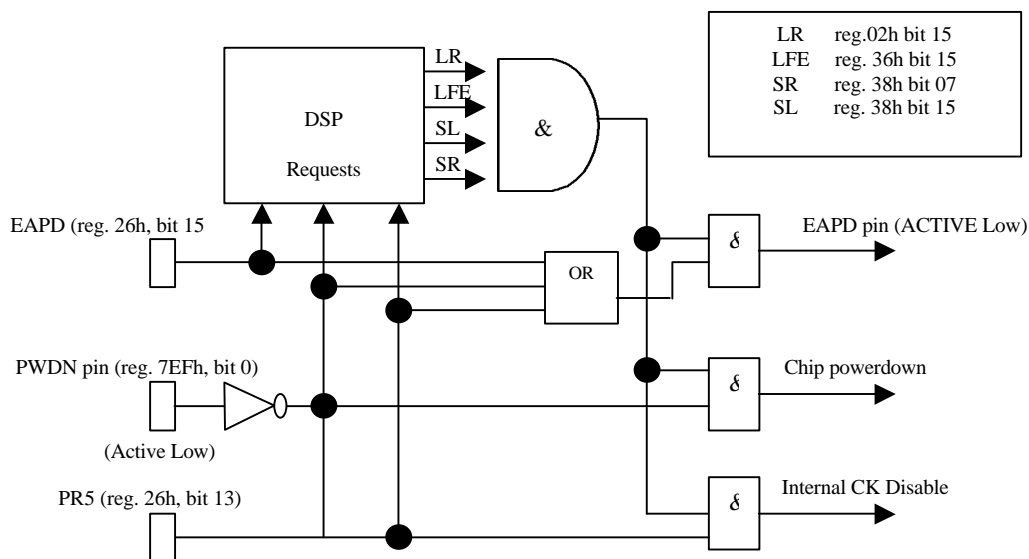 LR reg.02h bit 15
LFE reg. 36h bit 15
SR reg. 38h bit 07
SL reg. 38h bit 15
LR
LFE
SL
SR
DSP
Requests
&
EAPD (reg. 26h, bit 15
OR
&
EAPD pin (ACTIVE Low)
PWDN pin (reg. 7EFh, bit 0)
(Active Low)
&
Chip powerdown
PR5 (reg. 26h, bit 13)
&
Internal CK Disable